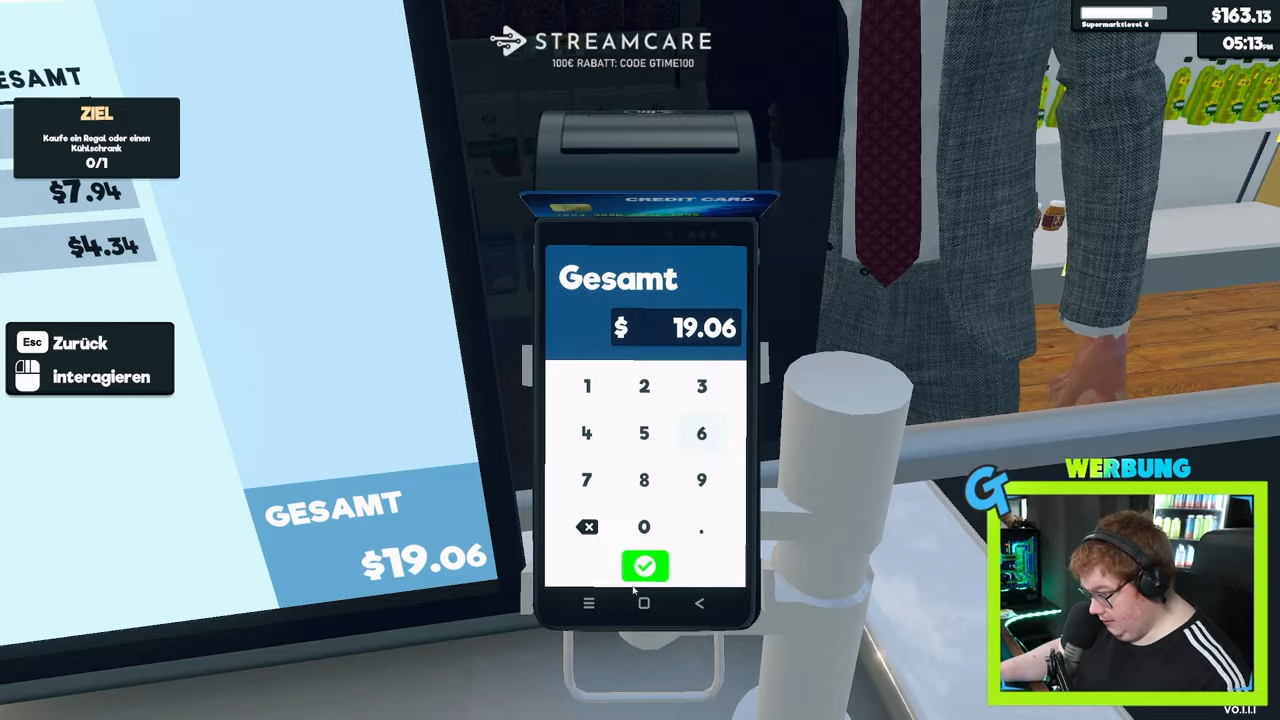 STREAMCARE
100€ RABATT: CODE GTIME100
$163.13
Supermarktlevel 6
05:13PM
ESAMT
ZIEL
Kaufe ein Regal oder einen
Kühlschrank
0/1
$7.94
$4.34
Esc Zurück
interagieren
GESAMT
$19.06
CREDIT CARD
Gesamt
$ 19.06
1 2 3
4 5 6
7 8 9
0 .
WERBUNG
G
V0.1.1.1